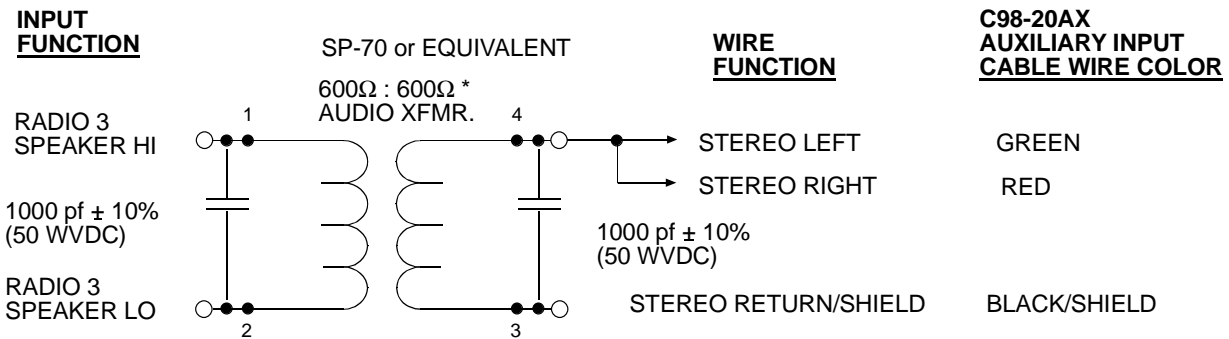 INPUT
FUNCTION
SP-70 or EQUIVALENT
600Ω : 600Ω *
AUDIO XFMR.
WIRE
FUNCTION
C98-20AX
AUXILIARY INPUT
CABLE WIRE COLOR
RADIO 3
SPEAKER HI
1
4
STEREO LEFT
GREEN
STEREO RIGHT
RED
1000 pf ± 10%
(50 WVDC)
1000 pf ± 10%
(50 WVDC)
RADIO 3
SPEAKER LO
2
3
STEREO RETURN/SHIELD
BLACK/SHIELD